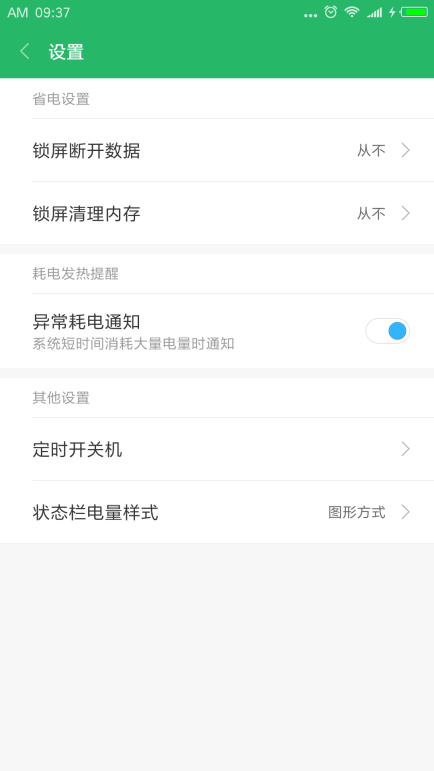 AM 09:37
设置
省电设置
锁屏断开数据
从不
锁屏清理内存
从不
耗电发热提醒
异常耗电通知
系统短时间消耗大量电量时通知
其他设置
定时开关机
状态栏电量样式
图形方式